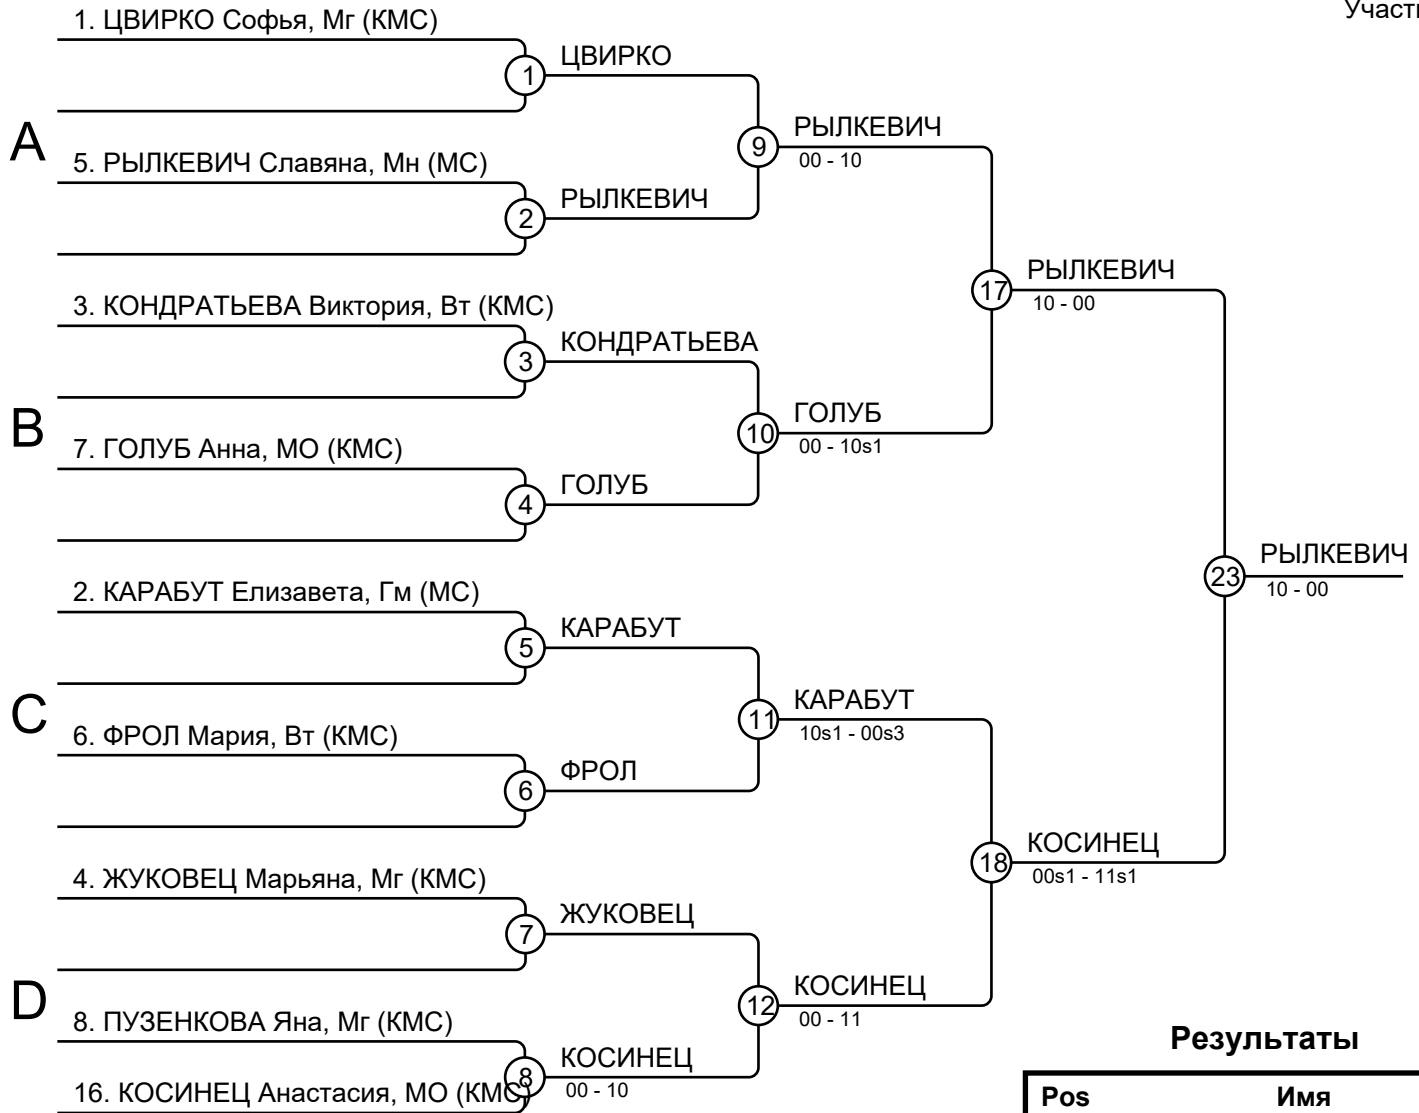 Участ
1. ЦВИРКО Софья, Мг (КМС)
1
ЦВИРКО
A
9
РЫЛКЕВИЧ
00 - 10
5. РЫЛКЕВИЧ Славяна, Мн (МС)
2
РЫЛКЕВИЧ
17
РЫЛКЕВИЧ
10 - 00
3. КОНДРАТЬЕВА Виктория, Вт (КМС)
3
КОНДРАТЬЕВА
B
10
ГОЛУБ
00 - 10s1
7. ГОЛУБ Анна, МО (КМС)
4
ГОЛУБ
23
РЫЛКЕВИЧ
10 - 00
2. КАРАБУТ Елизавета, Гм (МС)
5
КАРАБУТ
C
11
КАРАБУТ
10s1 - 00s3
6. ФРОЛ Мария, Вт (КМС)
6
ФРОЛ
18
КОСИНЕЦ
00s1 - 11s1
4. ЖУКОВЕЦ Марьяна, Мг (КМС)
7
ЖУКОВЕЦ
D
12
КОСИНЕЦ
00 - 11
8. ПУЗЕНКОВА Яна, Мг (КМС)
8
КОСИНЕЦ
00 - 10
16. КОСИНЕЦ Анастасия, МО (КМС)
Результаты
Pos Имя